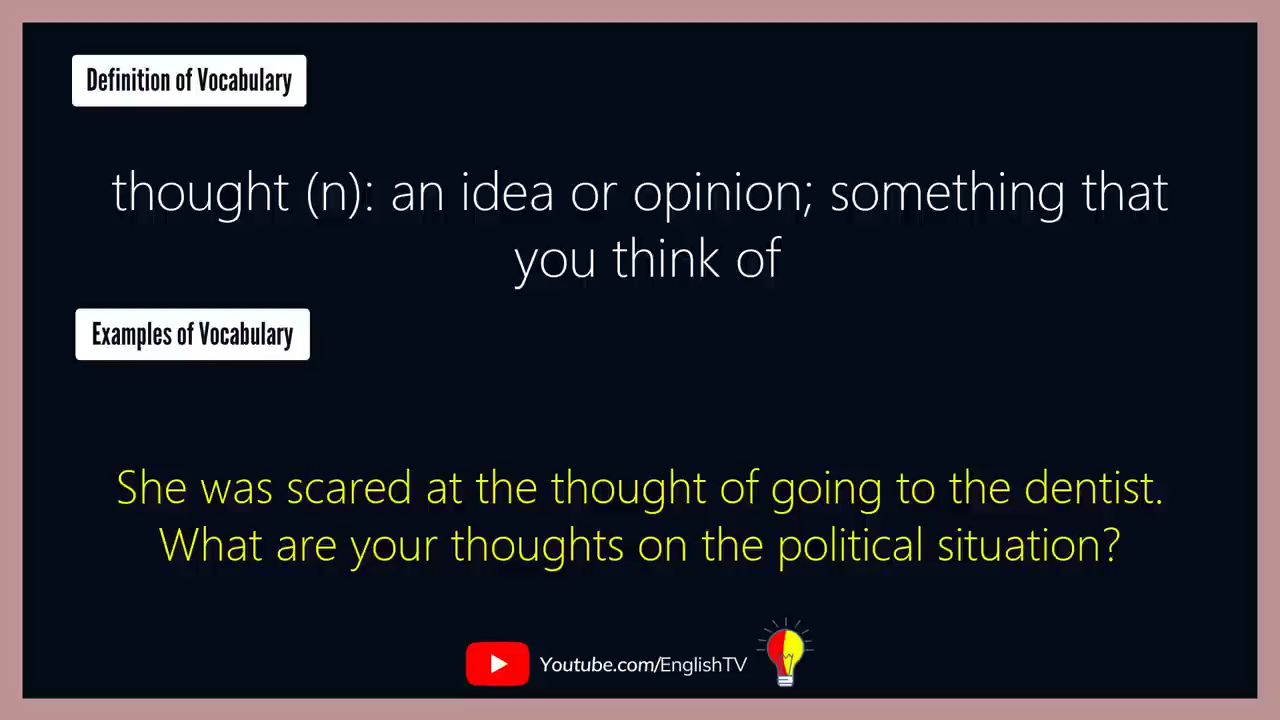 Definition of Vocabulary
thought (n): an idea or opinion; something that
you think of
Examples of Vocabulary
She was scared at the thought of going to the dentist.
What are your thoughts on the political situation?
Youtube.com/EnglishTV